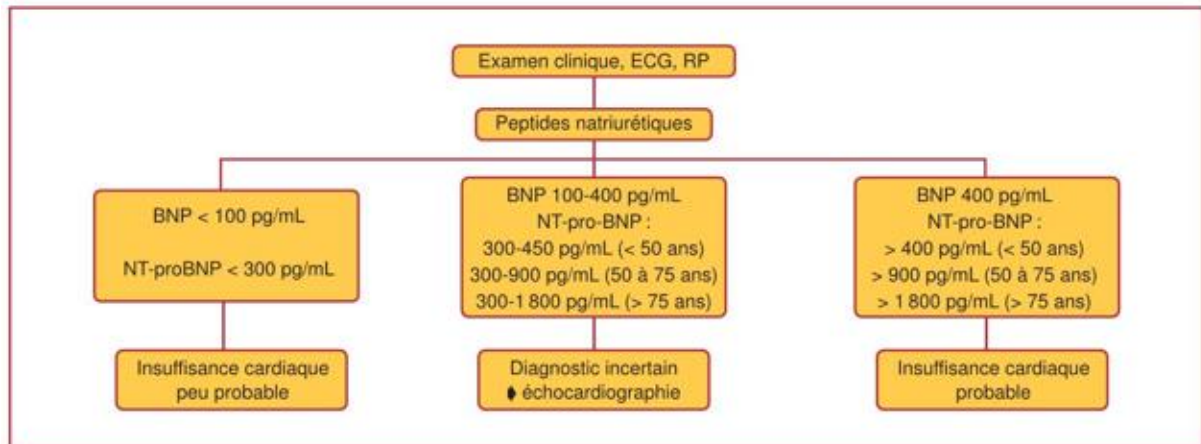 Examen clinique, ECG, RP
Peptides natriurétiques
BNP < 100 pg/mL
NT-proBNP < 300 pg/mL
BNP 100-400 pg/mL
NT-pro-BNP :
300-450 pg/mL (< 50 ans)
300-900 pg/mL (50 à 75 ans)
300-1 800 pg/mL (> 75 ans)
BNP 400 pg/mL
NT-pro-BNP :
> 400 pg/mL (< 50 ans)
> 900 pg/mL (50 à 75 ans)
> 1 800 pg/mL (> 75 ans)
Insuffisance cardiaque
peu probable
Diagnostic incertain
➧ échocardiographie
Insuffisance cardiaque
probable